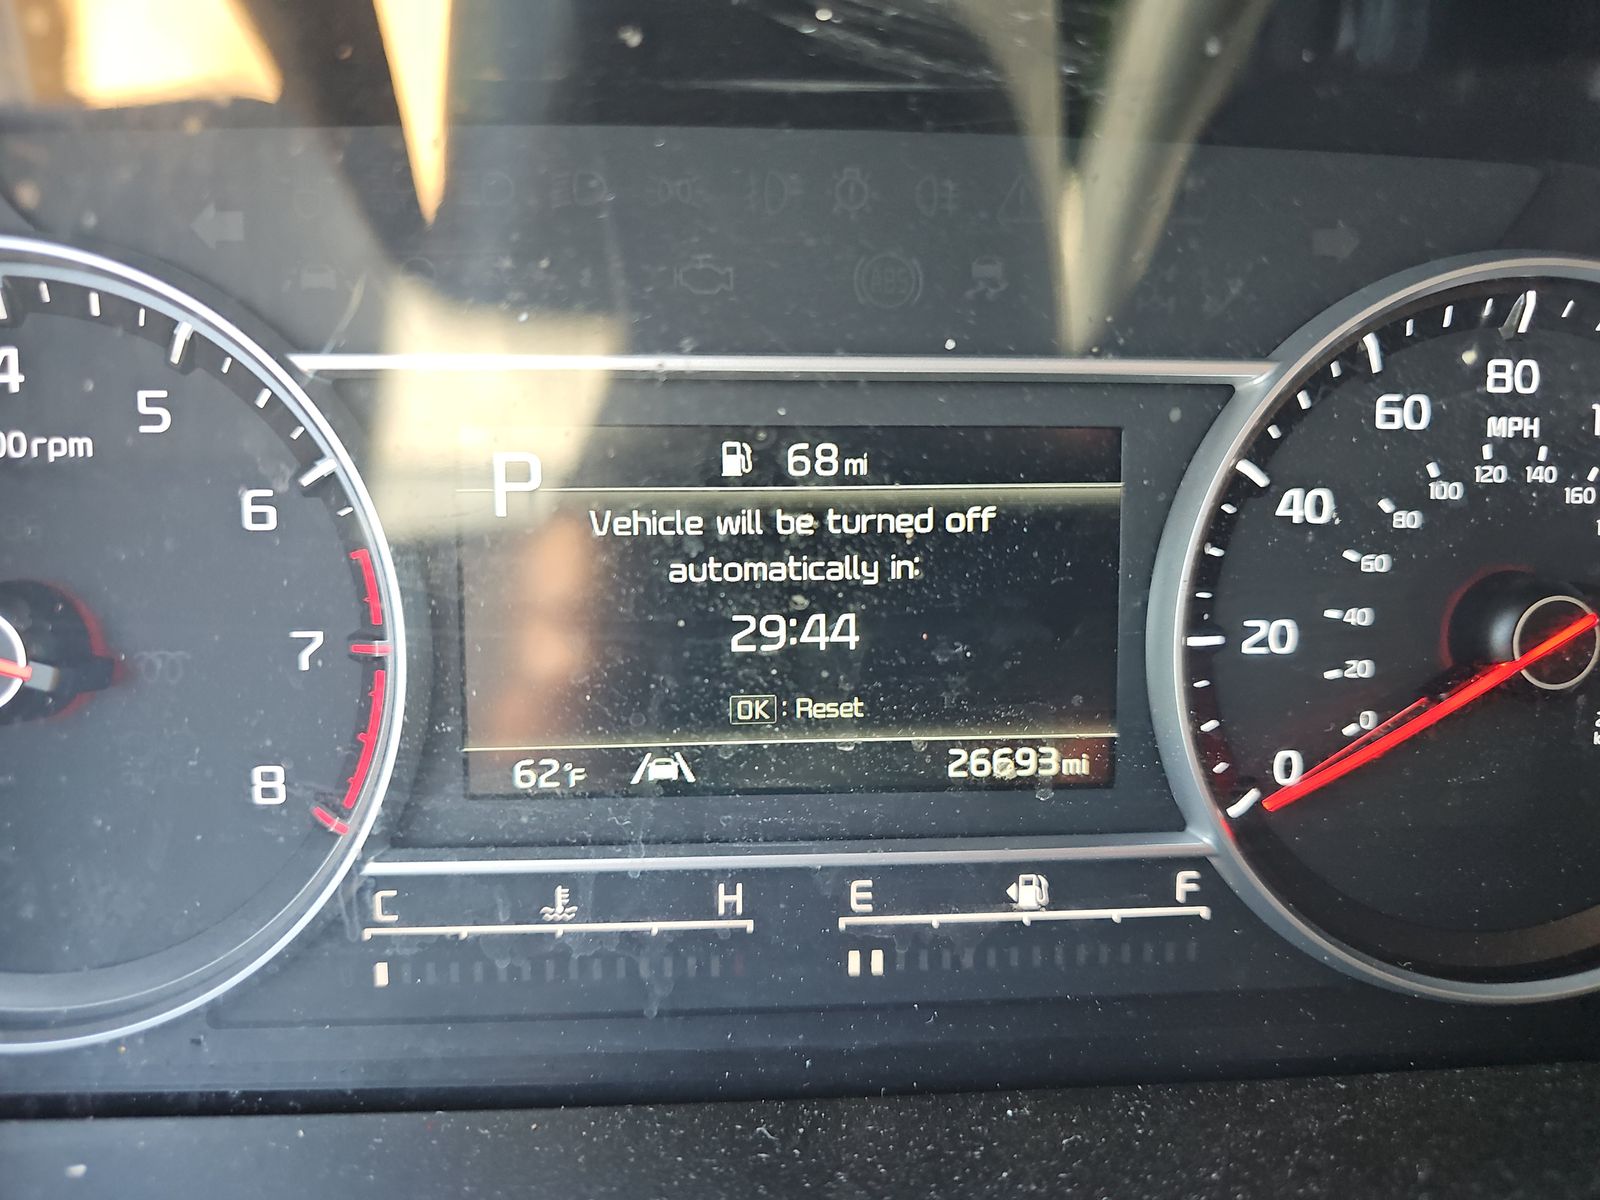 ABS
4
5
00rpm
6
7
8
P
68mi
Vehicle will be turned off
automatically in:
29:44
OK : Reset
62°F
26693mi
C H
E F
80
60
MPH
120 140
100 160
40 80
60
40
20
20
0
0